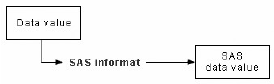 Data value
SAS informat
SAS
data value